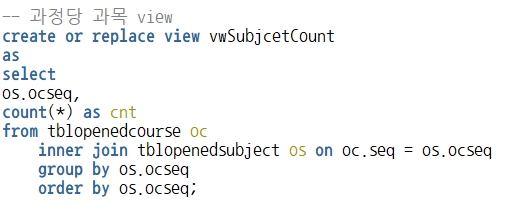 -- 과정당 과목 view
create or replace view vwSubjcetCount
as
select
os.ocseq,
count(*) as cnt
from tblopenedcourse oc
    inner join tblopenedsubject os on oc.seq = os.ocseq
    group by os.ocseq
    order by os.ocseq;